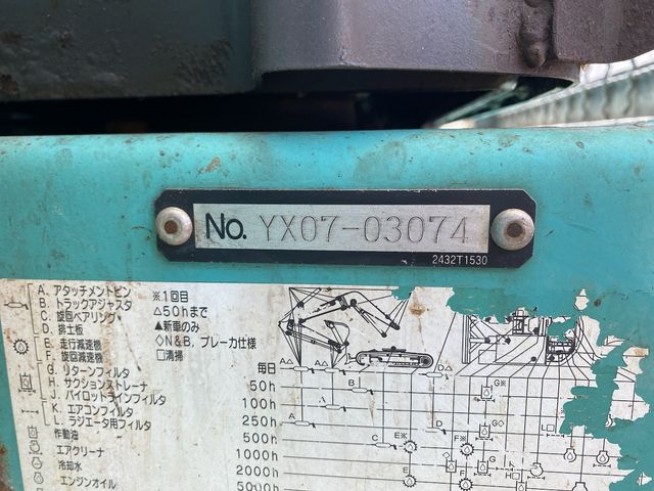 No. YX07-03074
2432T1530
A. アタッチメントピン
B. トラックアジャスタ
C. 旋回ベアリング
D. 排土板
E. 走行減速機
F. 旋回減速機
G. リターンフィルタ
H. サクションストレーナ
J. パイロットラインフィルタ
K. エアコンフィルタ
L. ラジエータ用フィルタ
作動油
エアクリーナ
冷却水
エンジンオイル
※1回目
△50hまで
▲新車のみ
◇N&B, ブレーカ仕様
□清掃
毎日 A△ A△ D△ G※
50h B
100h A
250h A D G◇ L□
500h C E※ F※
1000h G
2000h E F H□
5000h